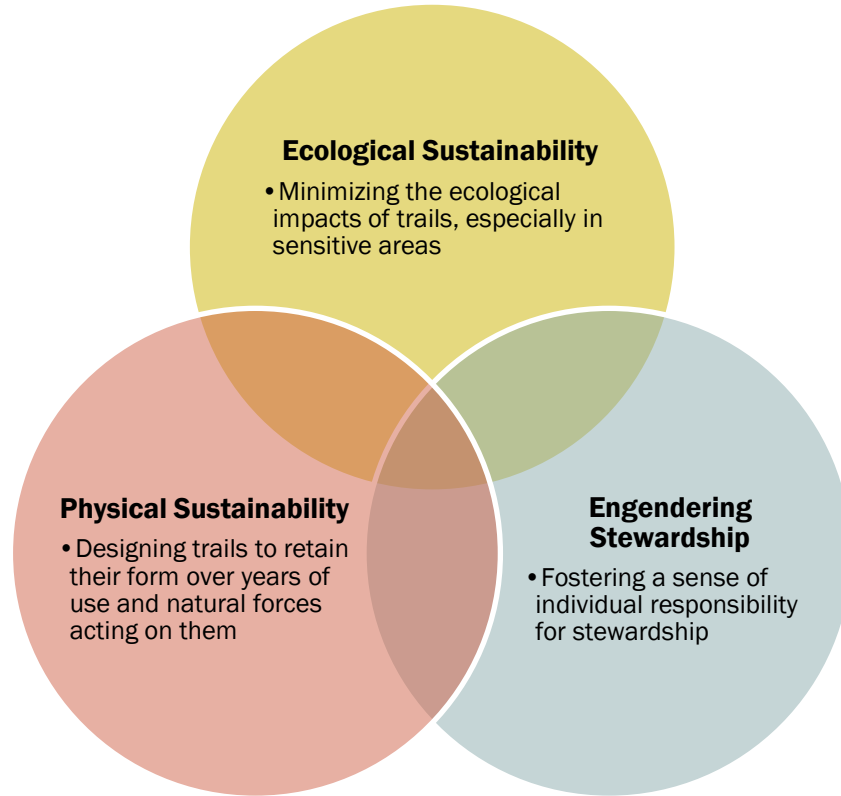 Ecological Sustainability
•Minimizing the ecological
impacts of trails, especially in
sensitive areas
Physical Sustainability
•Designing trails to retain
their form over years of
use and natural forces
acting on them
Engendering
Stewardship
•Fostering a sense of
individual responsibility
for stewardship